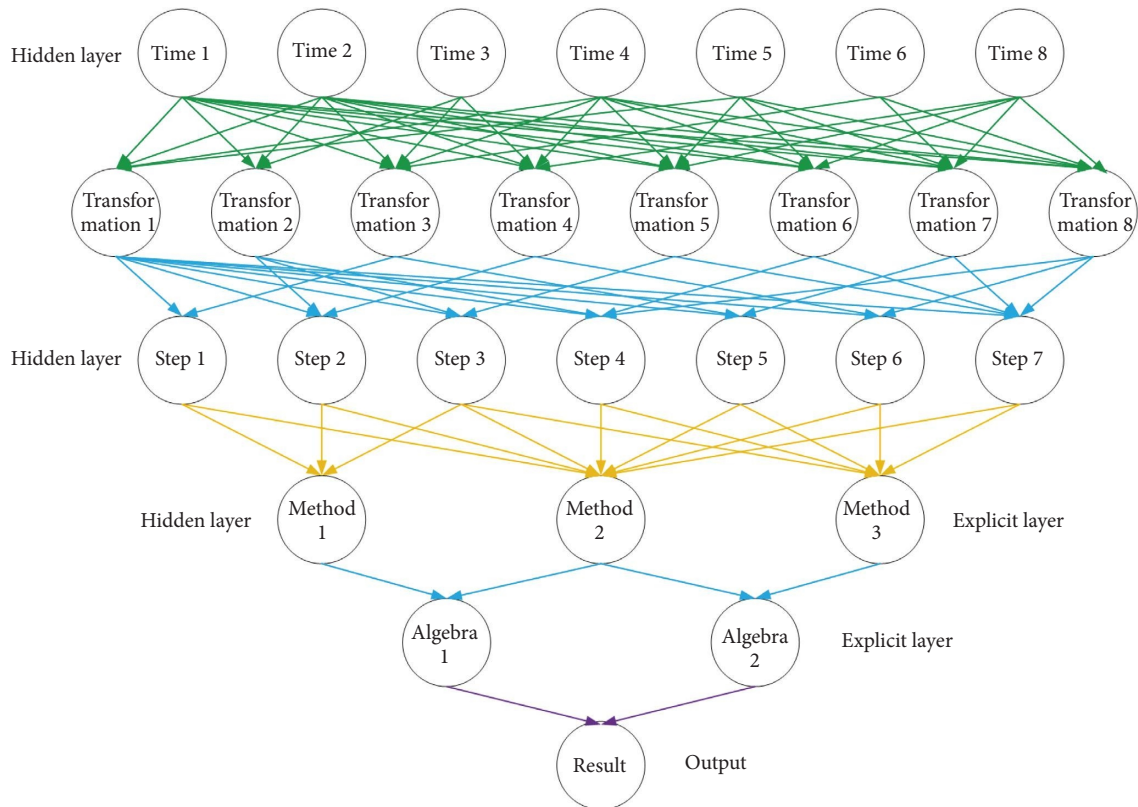 Hidden layer
Time 1
Time 2
Time 3
Time 4
Time 5
Time 6
Time 8
Transfor
mation 1
Transfor
mation 2
Transfor
mation 3
Transfor
mation 4
Transfor
mation 5
Transfor
mation 6
Transfor
mation 7
Transfor
mation 8
Hidden layer
Step 1
Step 2
Step 3
Step 4
Step 5
Step 6
Step 7
Hidden layer
Method
1
Method
2
Method
3
Explicit layer
Algebra
1
Algebra
2
Explicit layer
Result
Output